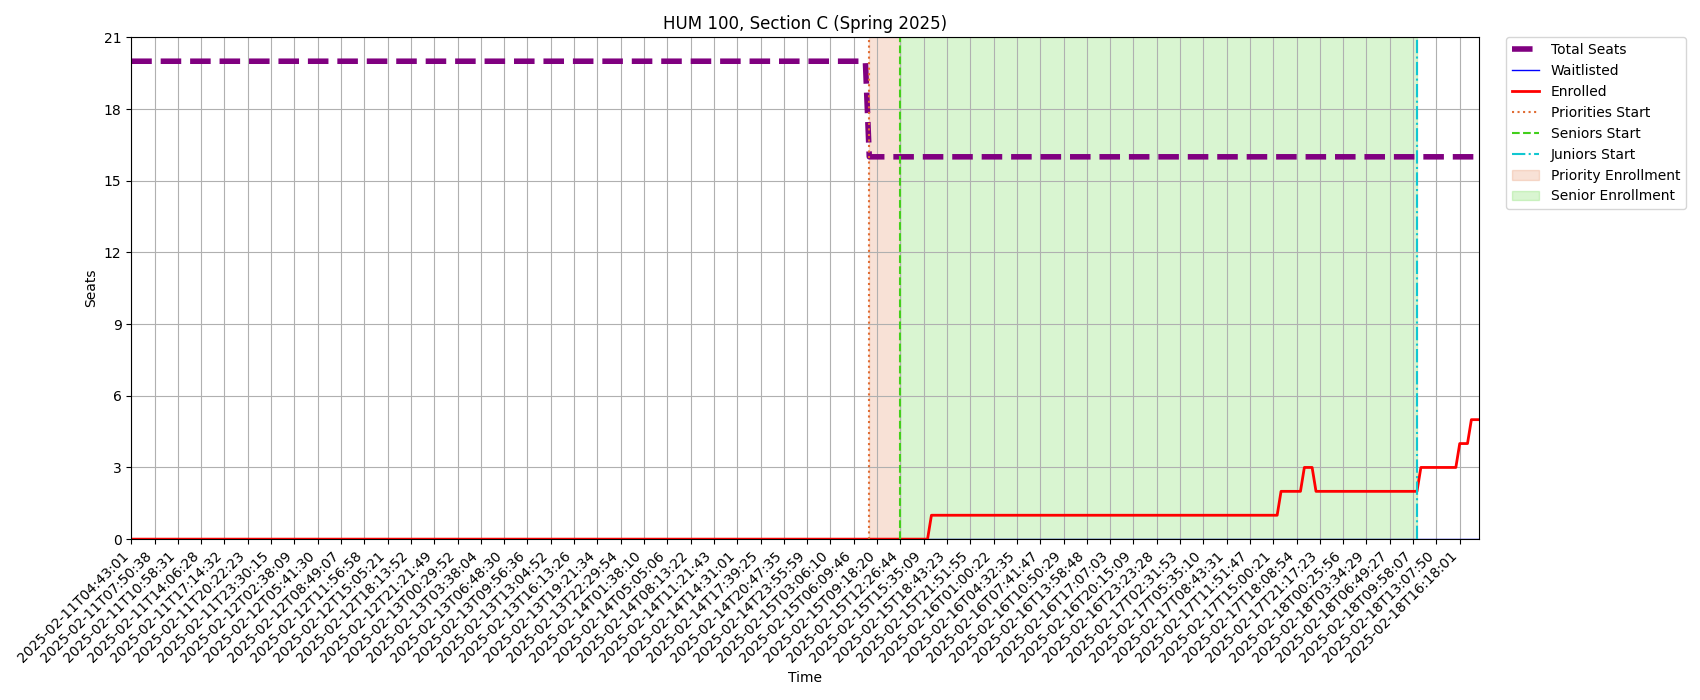 HUM 100, Section C (Spring 2025)
21
18
15
12
9
6
3
0
Seats
Total Seats
Waitlisted
Enrolled
Priorities Start
Seniors Start
Juniors Start
Priority Enrollment
Senior Enrollment
2025-02-11T04:43:01
2025-02-11T07:50:38
2025-02-11T10:58:31
2025-02-11T14:06:28
2025-02-11T17:14:32
2025-02-11T20:22:23
2025-02-11T23:30:15
2025-02-12T02:38:09
2025-02-12T05:41:30
2025-02-12T08:49:07
2025-02-12T11:56:58
2025-02-12T15:05:21
2025-02-12T18:13:52
2025-02-12T21:21:49
2025-02-13T00:29:52
2025-02-13T03:38:04
2025-02-13T06:48:30
2025-02-13T09:56:36
2025-02-13T13:04:52
2025-02-13T16:13:26
2025-02-13T19:21:34
2025-02-13T22:29:54
2025-02-14T01:38:10
2025-02-14T05:05:06
2025-02-14T08:13:22
2025-02-14T11:21:43
2025-02-14T14:31:01
2025-02-14T17:39:25
2025-02-14T20:47:35
2025-02-14T23:55:59
2025-02-15T03:06:10
2025-02-15T06:09:46
2025-02-15T09:18:20
2025-02-15T12:26:44
2025-02-15T15:35:09
2025-02-15T18:43:23
2025-02-15T21:51:55
2025-02-16T01:00:22
2025-02-16T04:32:35
2025-02-16T07:41:47
2025-02-16T10:50:29
2025-02-16T13:58:48
2025-02-16T17:07:03
2025-02-16T20:15:09
2025-02-16T23:23:28
2025-02-17T02:31:53
2025-02-17T05:35:10
2025-02-17T08:43:31
2025-02-17T11:51:47
2025-02-17T15:00:21
2025-02-17T18:08:54
2025-02-17T21:17:23
2025-02-18T00:25:56
2025-02-18T03:34:29
2025-02-18T06:49:27
2025-02-18T09:58:07
2025-02-18T13:07:50
2025-02-18T16:18:01
Time